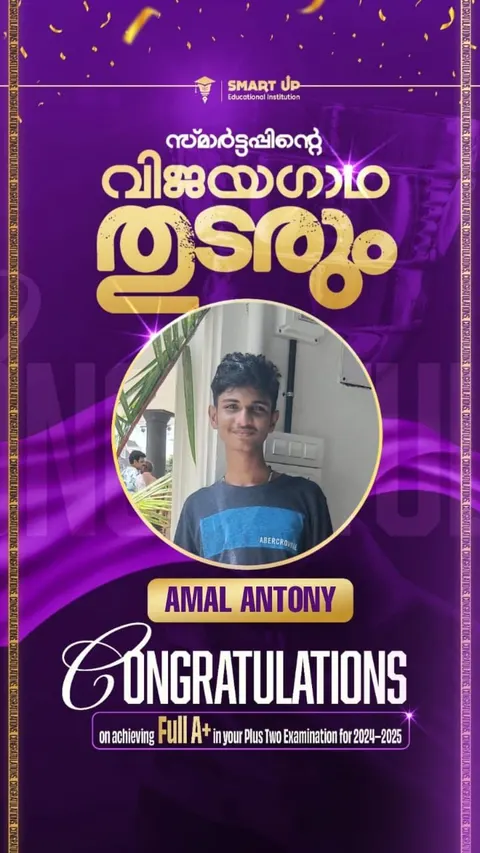 SMART UP
Educational Institution
സ്മാർട്ടപ്പിന്റെ
വിജയഗാഥ
തുടരും
ABERCROMBIE
AMAL ANTONY
CONGRATULATIONS
on achieving Full A+ in your Plus Two Examination for 2024-2025